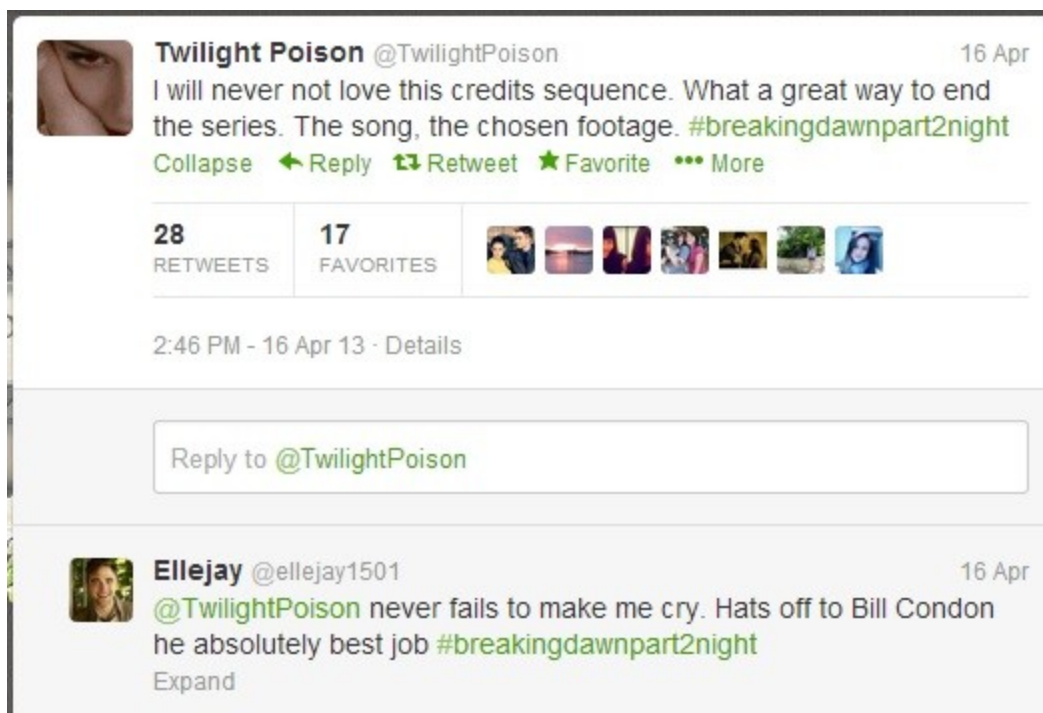 Twilight Poison @TwilightPoison 16 Apr
I will never not love this credits sequence. What a great way to end
the series. The song, the chosen footage. #breakingdawnpart2night
Collapse Reply Retweet Favorite More
28 17
RETWEETS FAVORITES
2:46 PM - 16 Apr 13 · Details
Reply to @TwilightPoison
Ellejay @ellejay1501 16 Apr
@TwilightPoison never fails to make me cry. Hats off to Bill Condon
he absolutely best job #breakingdawnpart2night
Expand